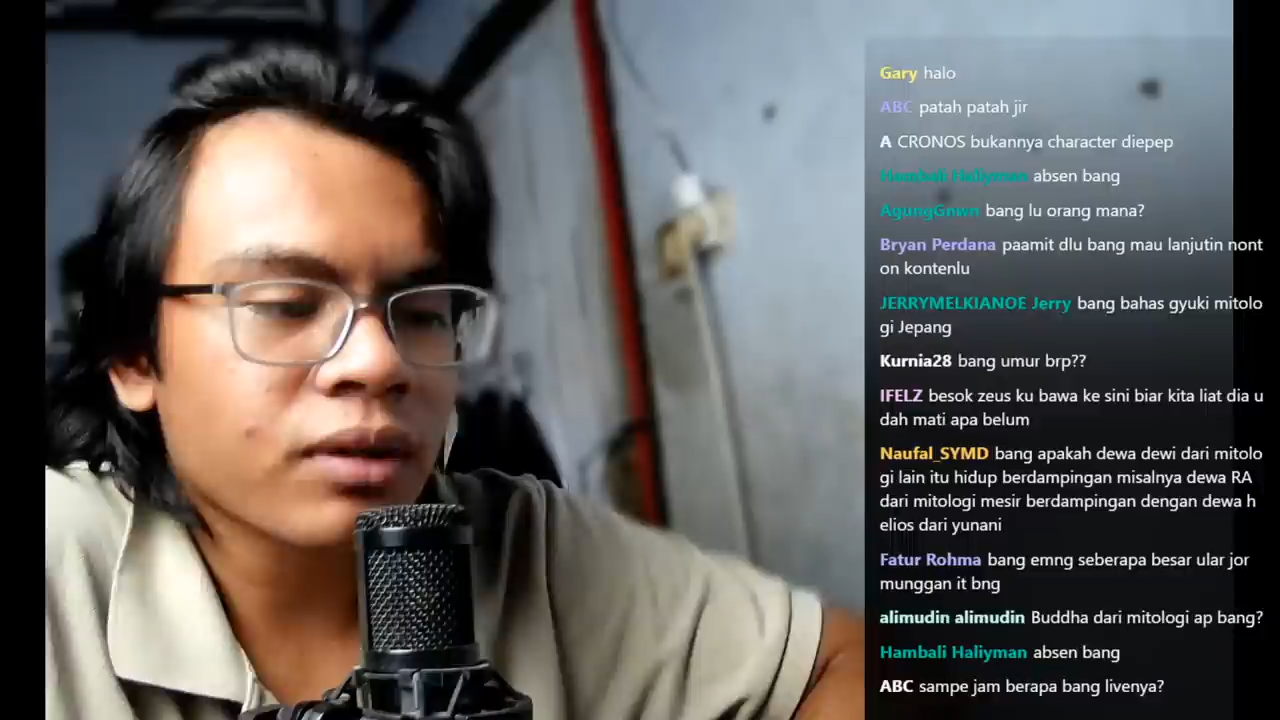 Gary halo
ABC patah patah jir
A CRONOS bukannya character diepep
Hambali Haliyman absen bang
AgungGnwn bang lu orang mana?
Bryan Perdana paamit dlu bang mau lanjutin nont
on kontenlu
JERRYMELKIANOE Jerry bang bahas gyuki mitolo
gi Jepang
Kurnia28 bang umur brp??
IFELZ besok zeus ku bawa ke sini biar kita liat dia u
dah mati apa belum
Naufal_SYMD bang apakah dewa dewi dari mitolo
gi lain itu hidup berdampingan misalnya dewa RA
dari mitologi mesir berdampingan dengan dewa h
elios dari yunani
Fatur Rohma bang emng seberapa besar ular jor
munggan it bng
alimudin alimudin Buddha dari mitologi ap bang?
Hambali Haliyman absen bang
ABC sampe jam berapa bang livenya?